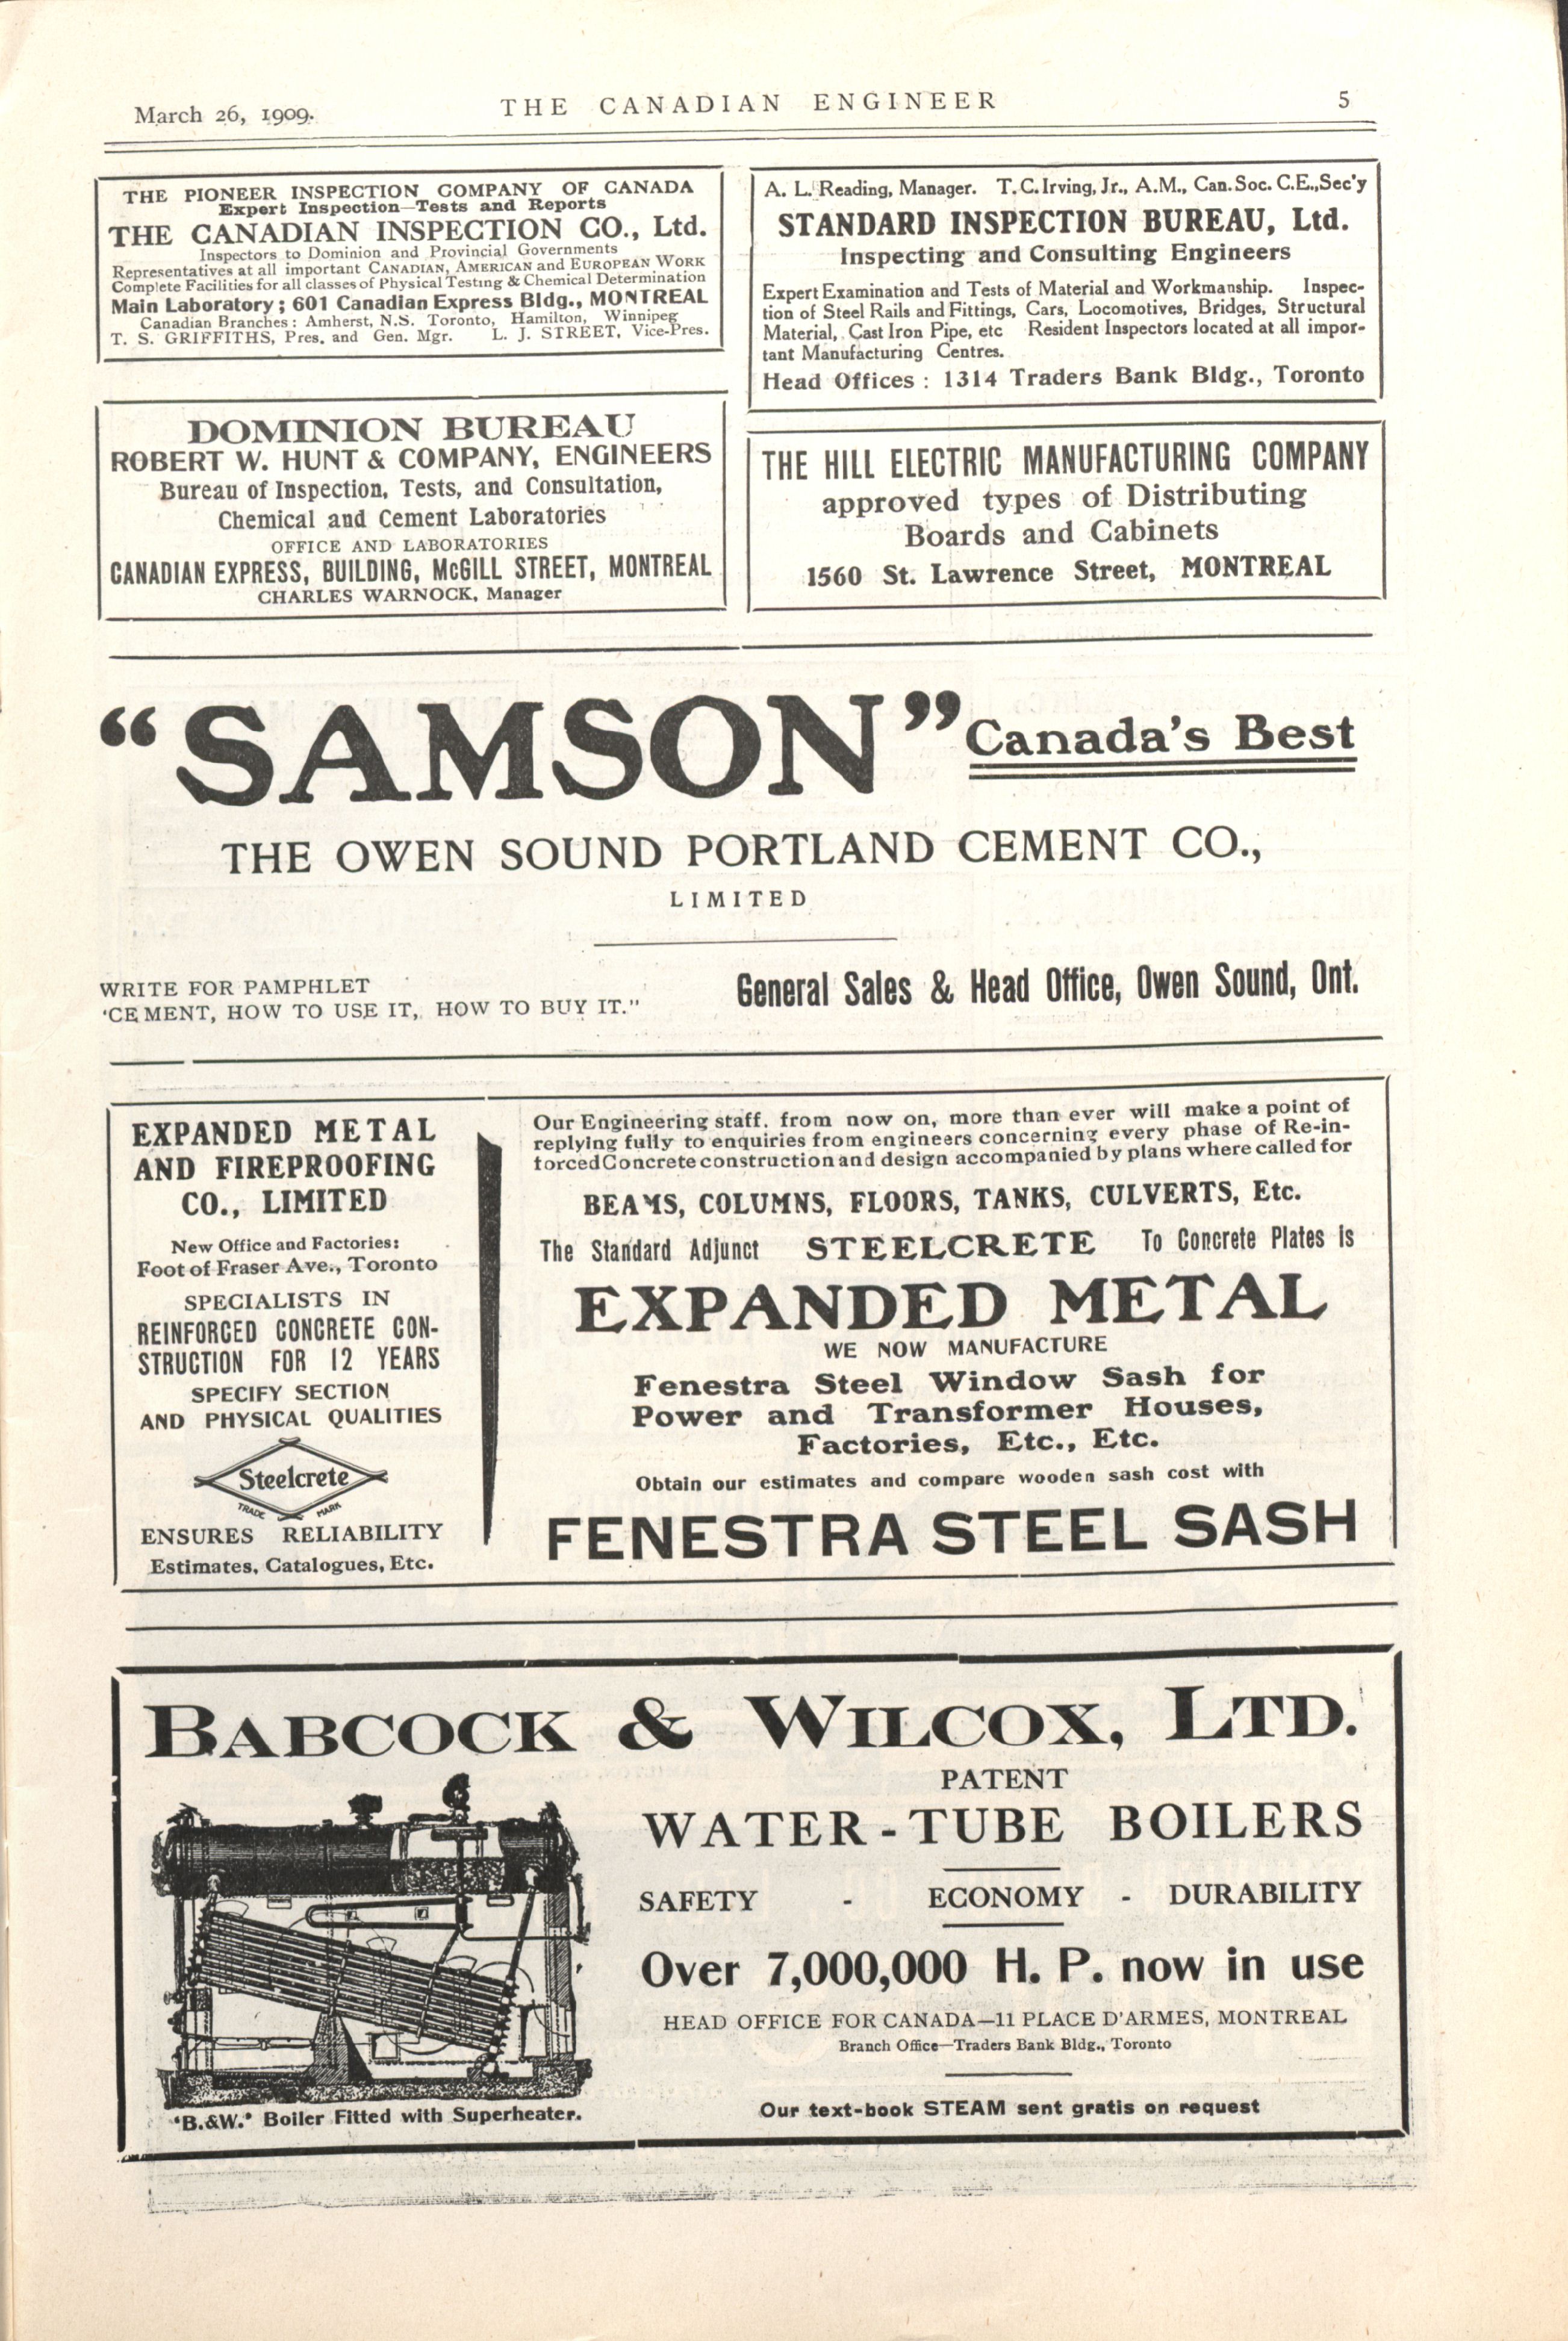 March 26, 1909.
THE CANADIAN ENGINEER
5
THE PIONEER INSPECTION COMPANY OF CANADA
Expert Inspection—Tests and Reports
THE CANADIAN INSPECTION CO., Ltd.
Inspectors to Dominion and Provincial Governments
Representatives at all important CANADIAN, AMERICAN and EUROPEAN WORK
Complete Facilities for all classes of Physical Testing & Chemical Determination
Main Laboratory; 601 Canadian Express Bldg., MONTREAL
Canadian Branches: Amherst, N.S. Toronto, Hamilton, Winnipeg
T. S. GRIFFITHS, Pres. and Gen. Mgr. L. J. STREET, Vice-Pres.
A. L. Reading, Manager. T. C. Irving, Jr., A.M., Can. Soc. C.E., Sec'y
STANDARD INSPECTION BUREAU, Ltd.
Inspecting and Consulting Engineers
Expert Examination and Tests of Material and Workmanship. Inspec-
tion of Steel Rails and Fittings, Cars, Locomotives, Bridges, Structural
Material, Cast Iron Pipe, etc Resident Inspectors located at all impor-
tant Manufacturing Centres.
Head Offices: 1314 Traders Bank Bldg., Toronto
DOMINION BUREAU
ROBERT W. HUNT & COMPANY, ENGINEERS
Bureau of Inspection, Tests, and Consultation,
Chemical and Cement Laboratories
OFFICE AND LABORATORIES
CANADIAN EXPRESS, BUILDING, McGILL STREET, MONTREAL
CHARLES WARNOCK, Manager
THE HILL ELECTRIC MANUFACTURING COMPANY
approved types of Distributing
Boards and Cabinets
1560 St. Lawrence Street, MONTREAL
“SAMSON” Canada's Best
THE OWEN SOUND PORTLAND CEMENT CO.,
LIMITED
WRITE FOR PAMPHLET
'CEMENT, HOW TO USE IT, HOW TO BUY IT."
General Sales & Head Office, Owen Sound, Ont.
EXPANDED METAL
AND FIREPROOFING
CO., LIMITED
New Office and Factories:
Foot of Fraser Ave., Toronto
SPECIALISTS IN
REINFORCED CONCRETE CON-
STRUCTION FOR 12 YEARS
SPECIFY SECTION
AND PHYSICAL QUALITIES
Steelcrete
TRADE MARK
ENSURES RELIABILITY
Estimates, Catalogues, Etc.
Our Engineering staff. from now on, more than ever will make a point of
replying fully to enquiries from engineers concerning every phase of Re-in-
forced Concrete construction and design accompanied by plans where called for
BEAMS, COLUMNS, FLOORS, TANKS, CULVERTS, Etc.
The Standard Adjunct STEELCRETE To Concrete Plates is
EXPANDED METAL
WE NOW MANUFACTURE
Fenestra Steel Window Sash for
Power and Transformer Houses,
Factories, Etc., Etc.
Obtain our estimates and compare wooden sash cost with
FENESTRA STEEL SASH
BABCOCK & WILCOX, LTD.
PATENT
WATER-TUBE BOILERS
SAFETY - ECONOMY - DURABILITY
Over 7,000,000 H. P. now in use
HEAD OFFICE FOR CANADA—11 PLACE D'ARMES, MONTREAL
Branch Office—Traders Bank Bldg., Toronto
Our text-book STEAM sent gratis on request
'B.&W.' Boiler Fitted with Superheater.